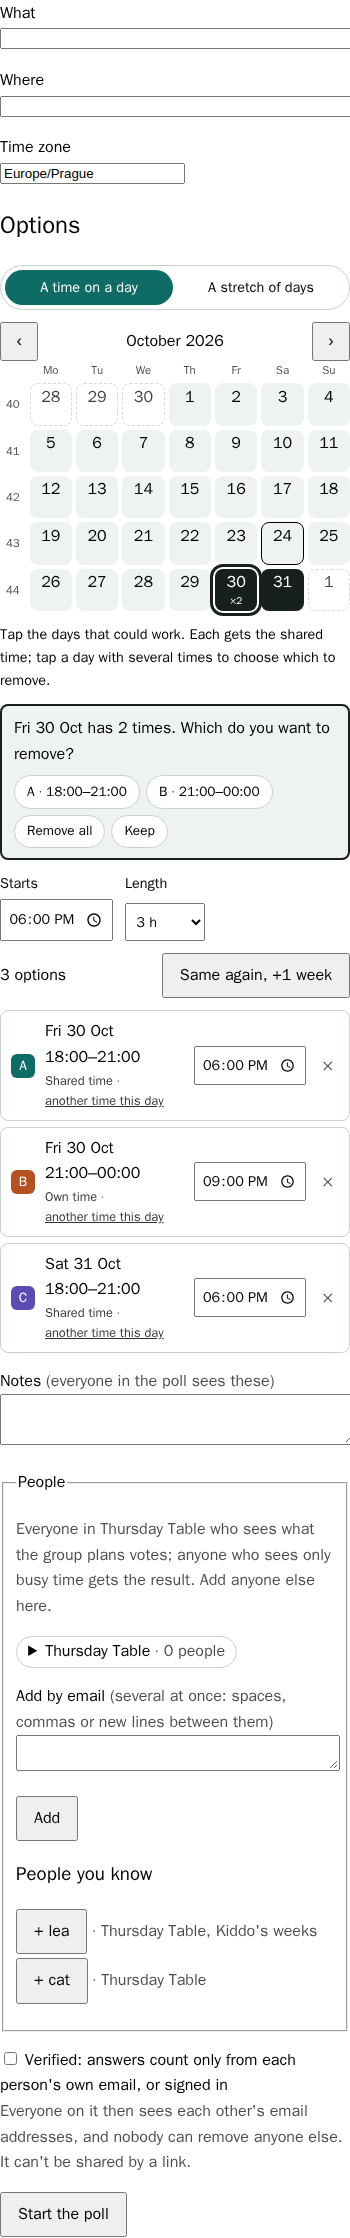 What
Where
Time zone
Europe/Prague
Options
A time on a day A stretch of days
‹ October 2026 ›
Mo Tu We Th Fr Sa Su
40 28 29 30 1 2 3 4
41 5 6 7 8 9 10 11
42 12 13 14 15 16 17 18
43 19 20 21 22 23 24 25
44 26 27 28 29 30 31 1
×2
Tap the days that could work. Each gets the shared
time; tap a day with several times to choose which to
remove.
Fri 30 Oct has 2 times. Which do you want to
remove?
A · 18:00–21:00 B · 21:00–00:00
Remove all Keep
Starts Length
06:00 PM 3 h
3 options Same again, +1 week
Fri 30 Oct
18:00–21:00
A 06:00 PM ×
Shared time ·
another time this day
Fri 30 Oct
21:00–00:00
B 09:00 PM ×
Own time ·
another time this day
Sat 31 Oct
18:00–21:00
C 06:00 PM ×
Shared time ·
another time this day
Notes (everyone in the poll sees these)
People
Everyone in Thursday Table who sees what
the group plans votes; anyone who sees only
busy time gets the result. Add anyone else
here.
▶ Thursday Table · 0 people
Add by email (several at once: spaces,
commas or new lines between them)
Add
People you know
+ lea · Thursday Table, Kiddo's weeks
+ cat · Thursday Table
Verified: answers count only from each
person's own email, or signed in
Everyone on it then sees each other's email
addresses, and nobody can remove anyone else.
It can't be shared by a link.
Start the poll